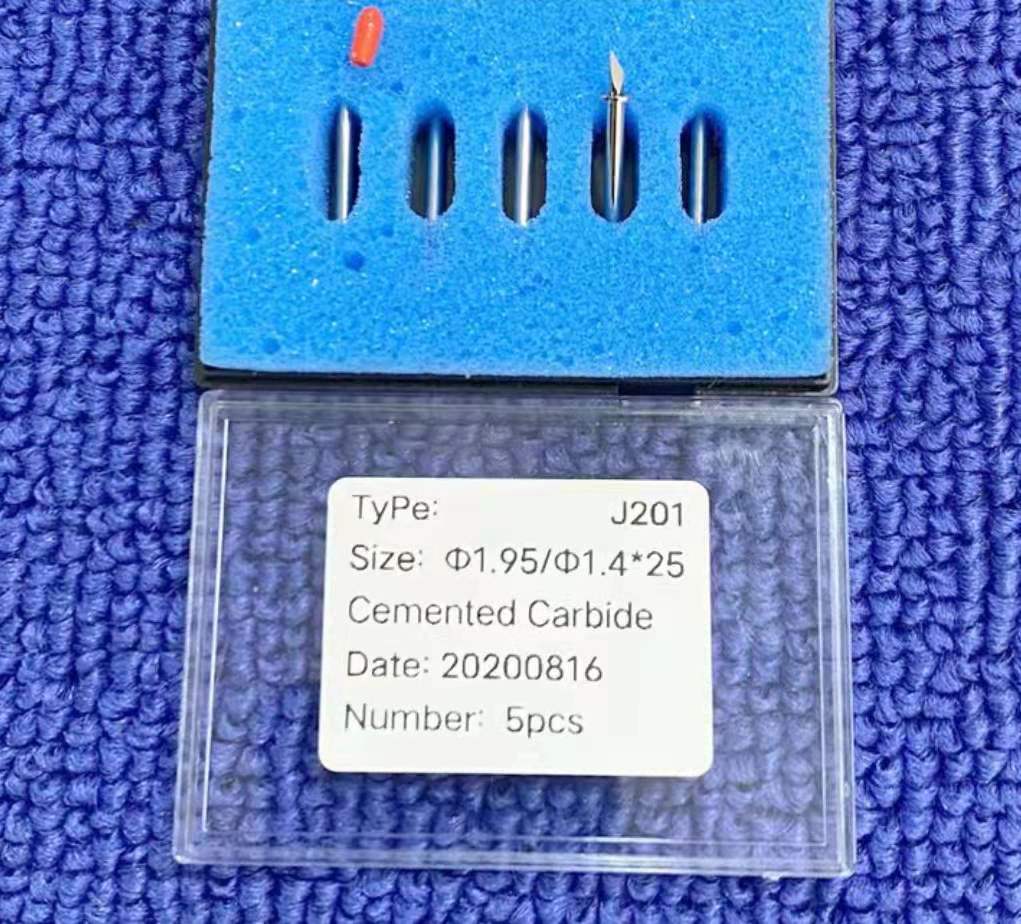 TyPe: J201
Size: Φ1.95/Φ1.4*25
Cemented Carbide
Date: 20200816
Number: 5pcs